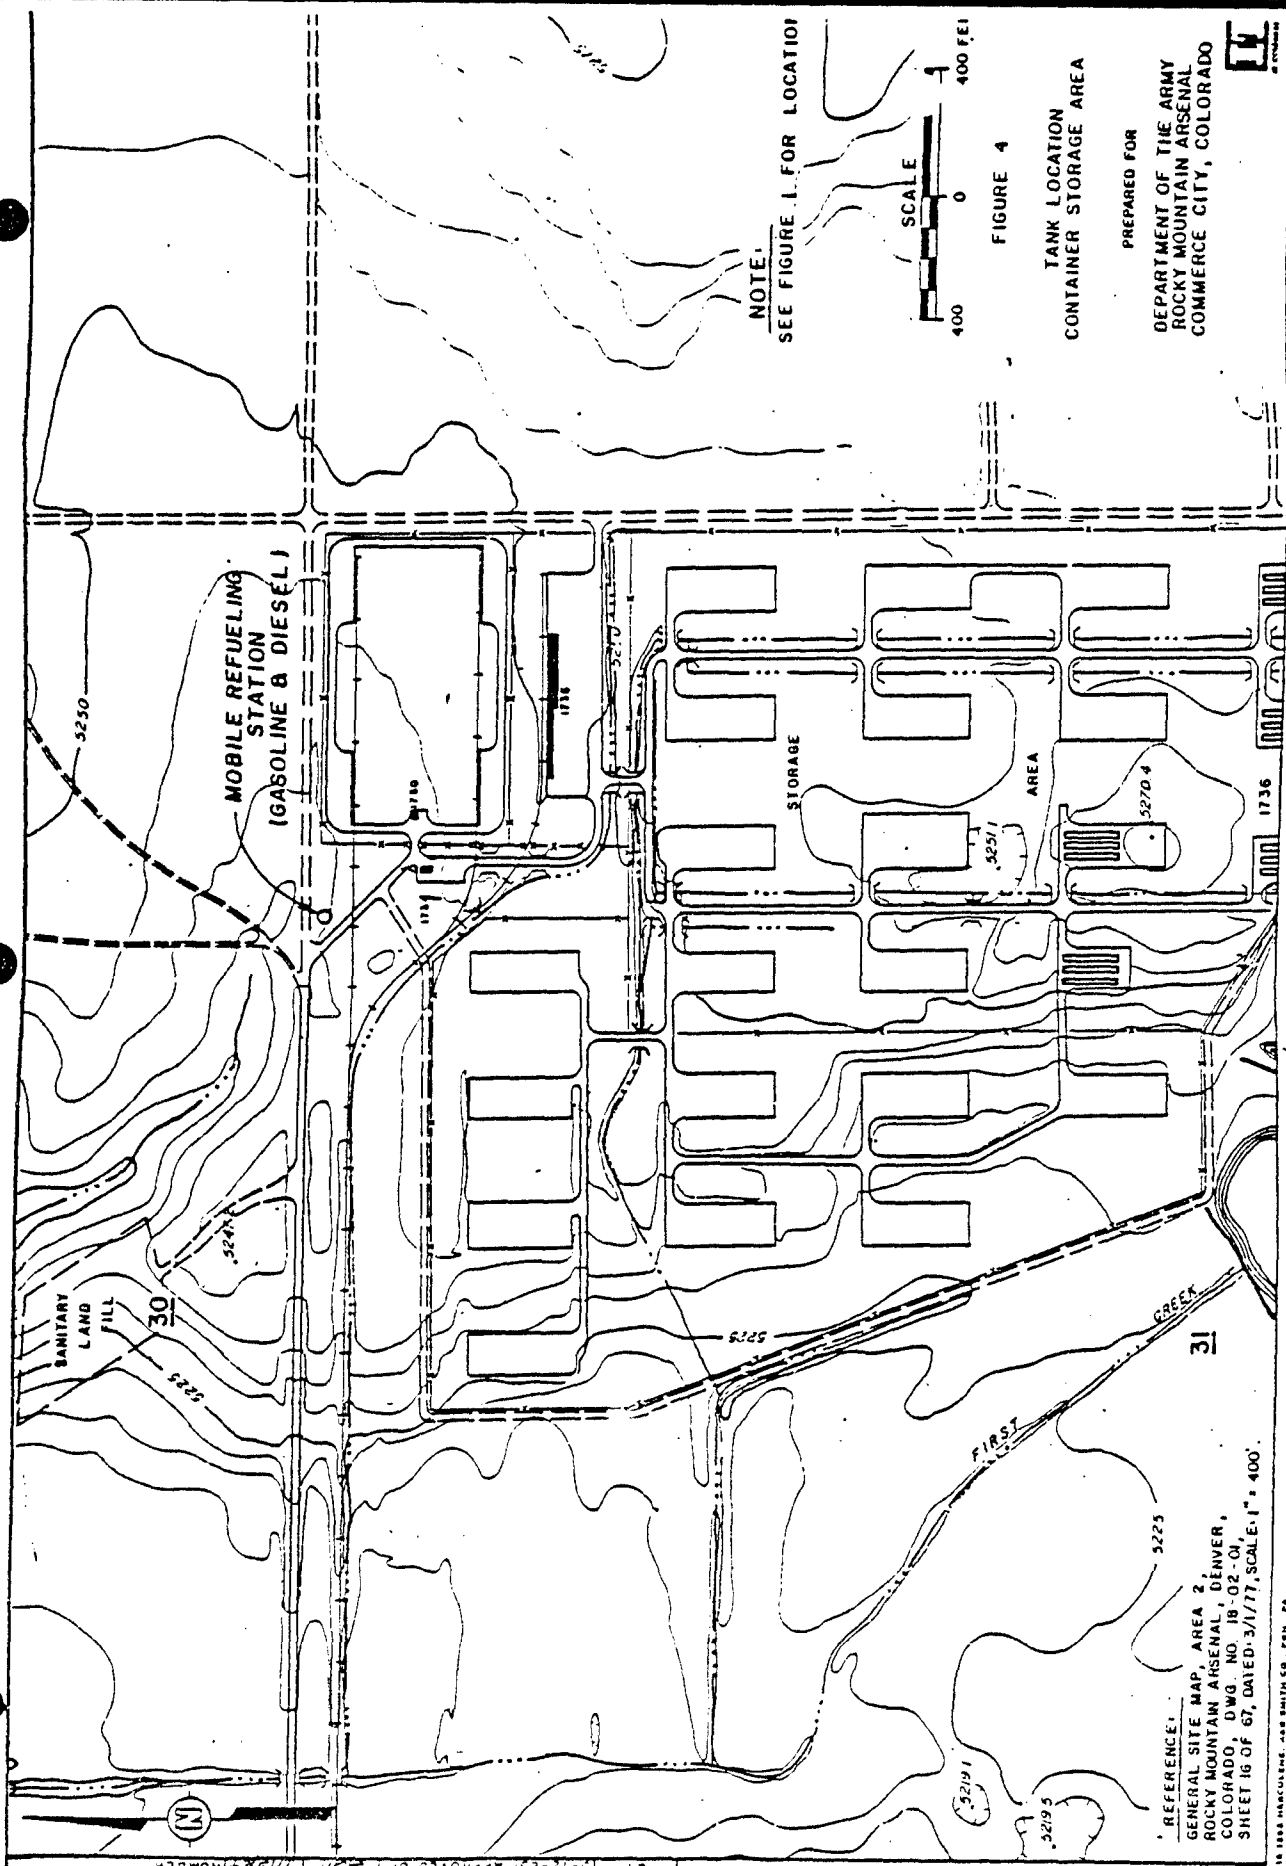 5250
MOBILE REFUELING
STATION
(GASOLINE & DIESEL)
SANITARY
LAND
FILL
30
5225
1730
1734
1736
STORAGE
AREA
5251.1
5270.4
1736
5225
FIRST
CREEK
31
5225
5219.1
5219.5
N
NOTE:
SEE FIGURE 1 FOR LOCATION
SCALE
400
0
400 FEET
FIGURE 4
TANK LOCATION
CONTAINER STORAGE AREA
PREPARED FOR
DEPARTMENT OF THE ARMY
ROCKY MOUNTAIN ARSENAL
COMMERCE CITY, COLORADO
REFERENCE:
GENERAL SITE MAP, AREA 2,
ROCKY MOUNTAIN ARSENAL, DENVER,
COLORADO, DWG. NO. 18-02-01,
SHEET 16 OF 67, DATED: 3/1/77, SCALE: 1" = 400'.